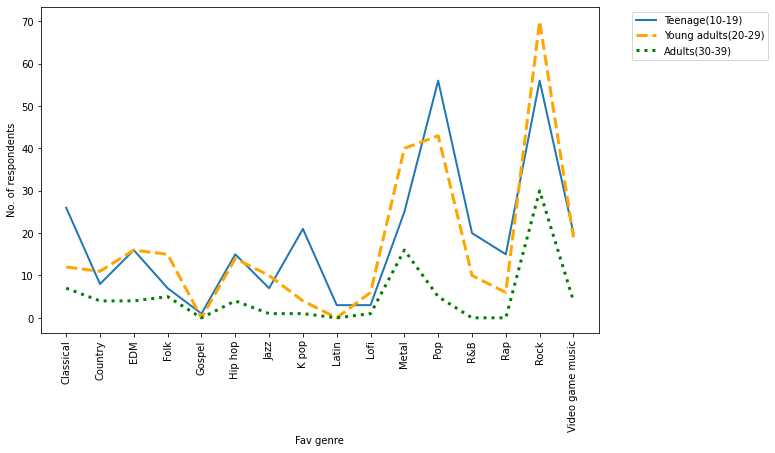 Teenage(10-19)
Young adults(20-29)
Adults(30-39)
No. of respondents
70
60
50
40
30
20
10
0
Classical
Country
EDM
Folk
Gospel
Hip hop
Jazz
K pop
Latin
Lofi
Metal
Pop
R&B
Rap
Rock
Video game music
Fav genre